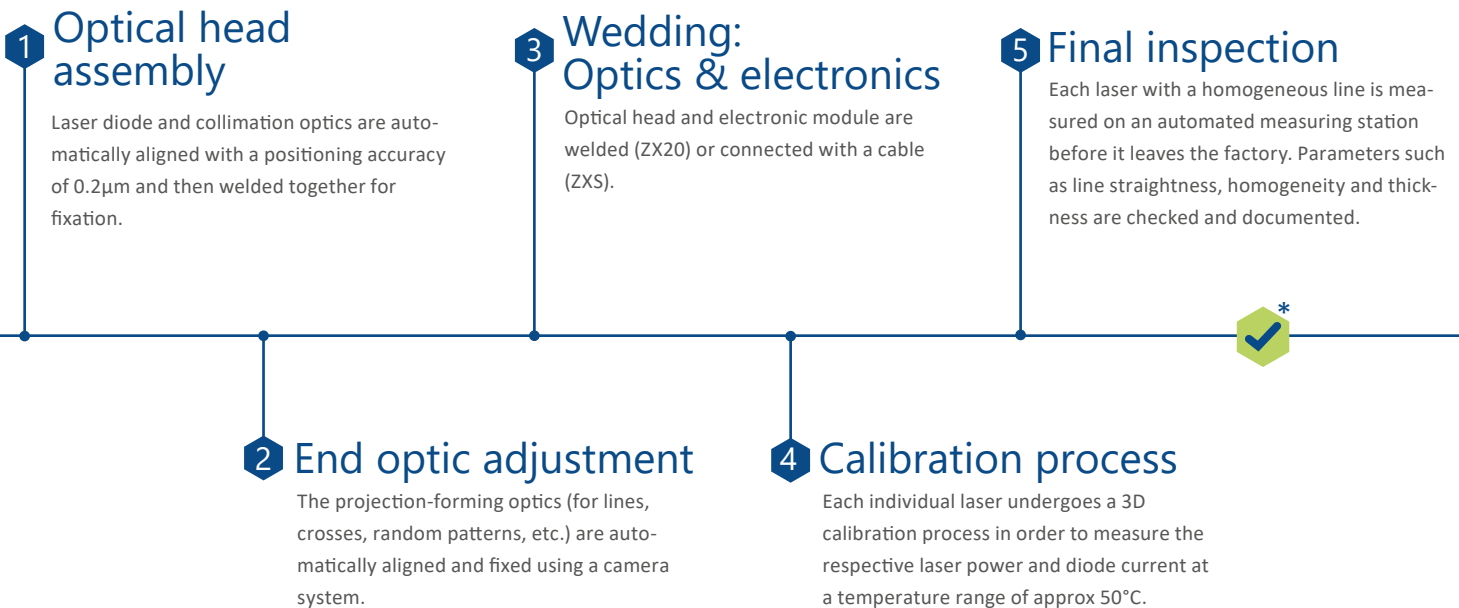 1
Optical head
assembly
Laser diode and collimation optics are auto-
matically aligned with a positioning accuracy
of 0.2µm and then welded together for
fixation.
2
End optic adjustment
The projection-forming optics (for lines,
crosses, random patterns, etc.) are auto-
matically aligned and fixed using a camera
system.
3
Wedding:
Optics & electronics
Optical head and electronic module are
welded (ZX20) or connected with a cable
(ZXS).
4
Calibration process
Each individual laser undergoes a 3D
calibration process in order to measure the
respective laser power and diode current at
a temperature range of approx 50°C.
5
Final inspection
Each laser with a homogeneous line is mea-
sured on an automated measuring station
before it leaves the factory. Parameters such
as line straightness, homogeneity and thick-
ness are checked and documented.
*